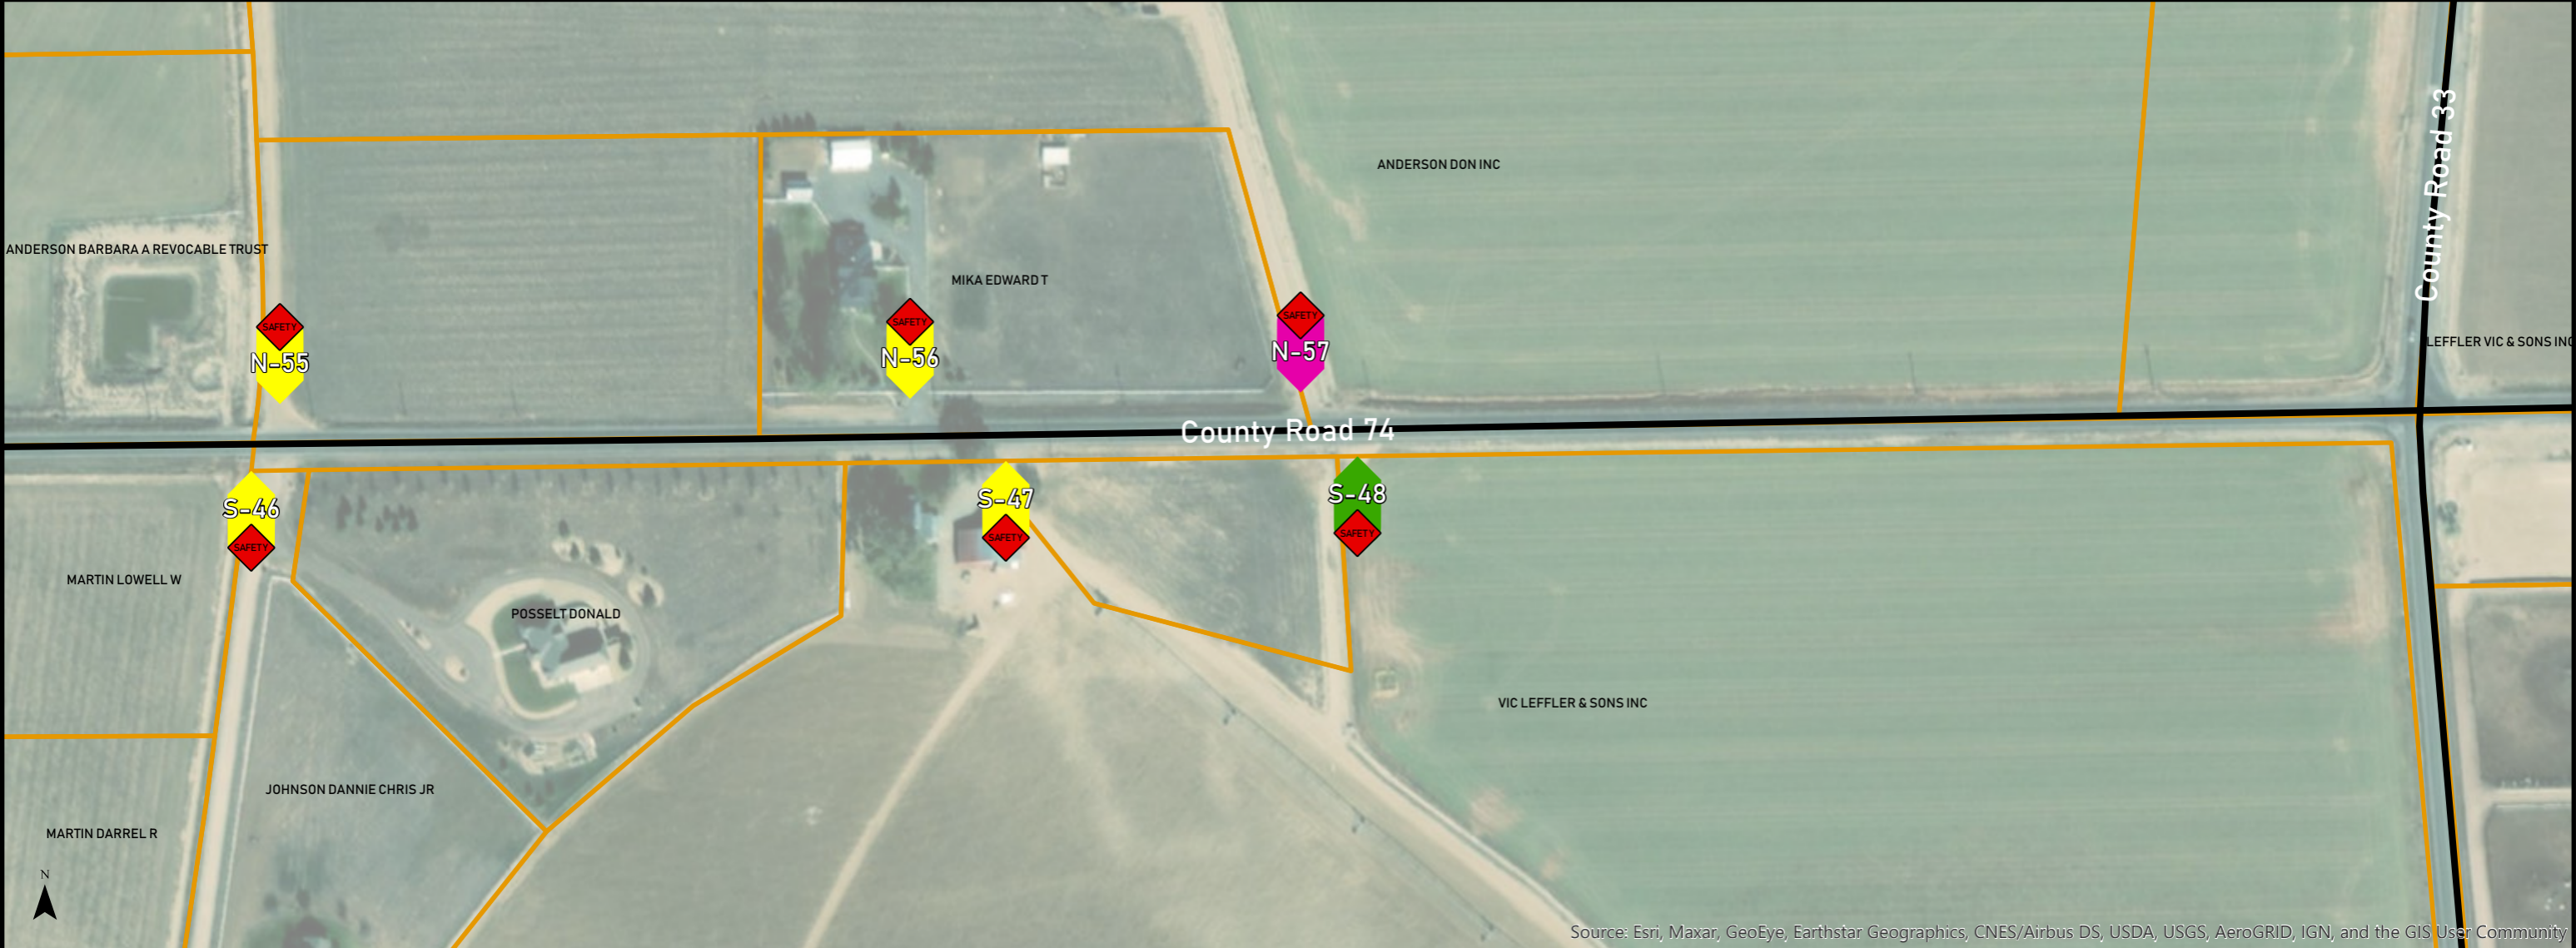 County Road 33
ANDERSON DON INC
ANDERSON BARBARA A REVOCABLE TRUST
MIKA EDWARD T
SAFETY
N-55
SAFETY
N-56
SAFETY
N-57
LEFFLER VIC & SONS INC
County Road 74
S-46
SAFETY
S-47
SAFETY
S-48
SAFETY
MARTIN LOWELL W
POSSELT DONALD
VIC LEFFLER & SONS INC
JOHNSON DANNIE CHRIS JR
MARTIN DARREL R
N
Source: Esri, Maxar, GeoEye, Earthstar Geographics, CNES/Airbus DS, USDA, USGS, AeroGRID, IGN, and the GIS User Community